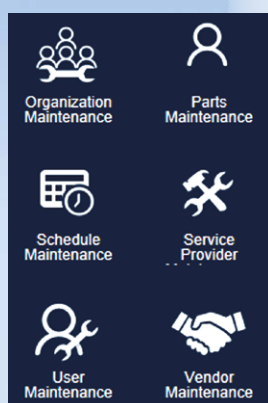 Organization
Maintenance
Parts
Maintenance
Schedule
Maintenance
Service
Provider
User
Maintenance
Vendor
Maintenance